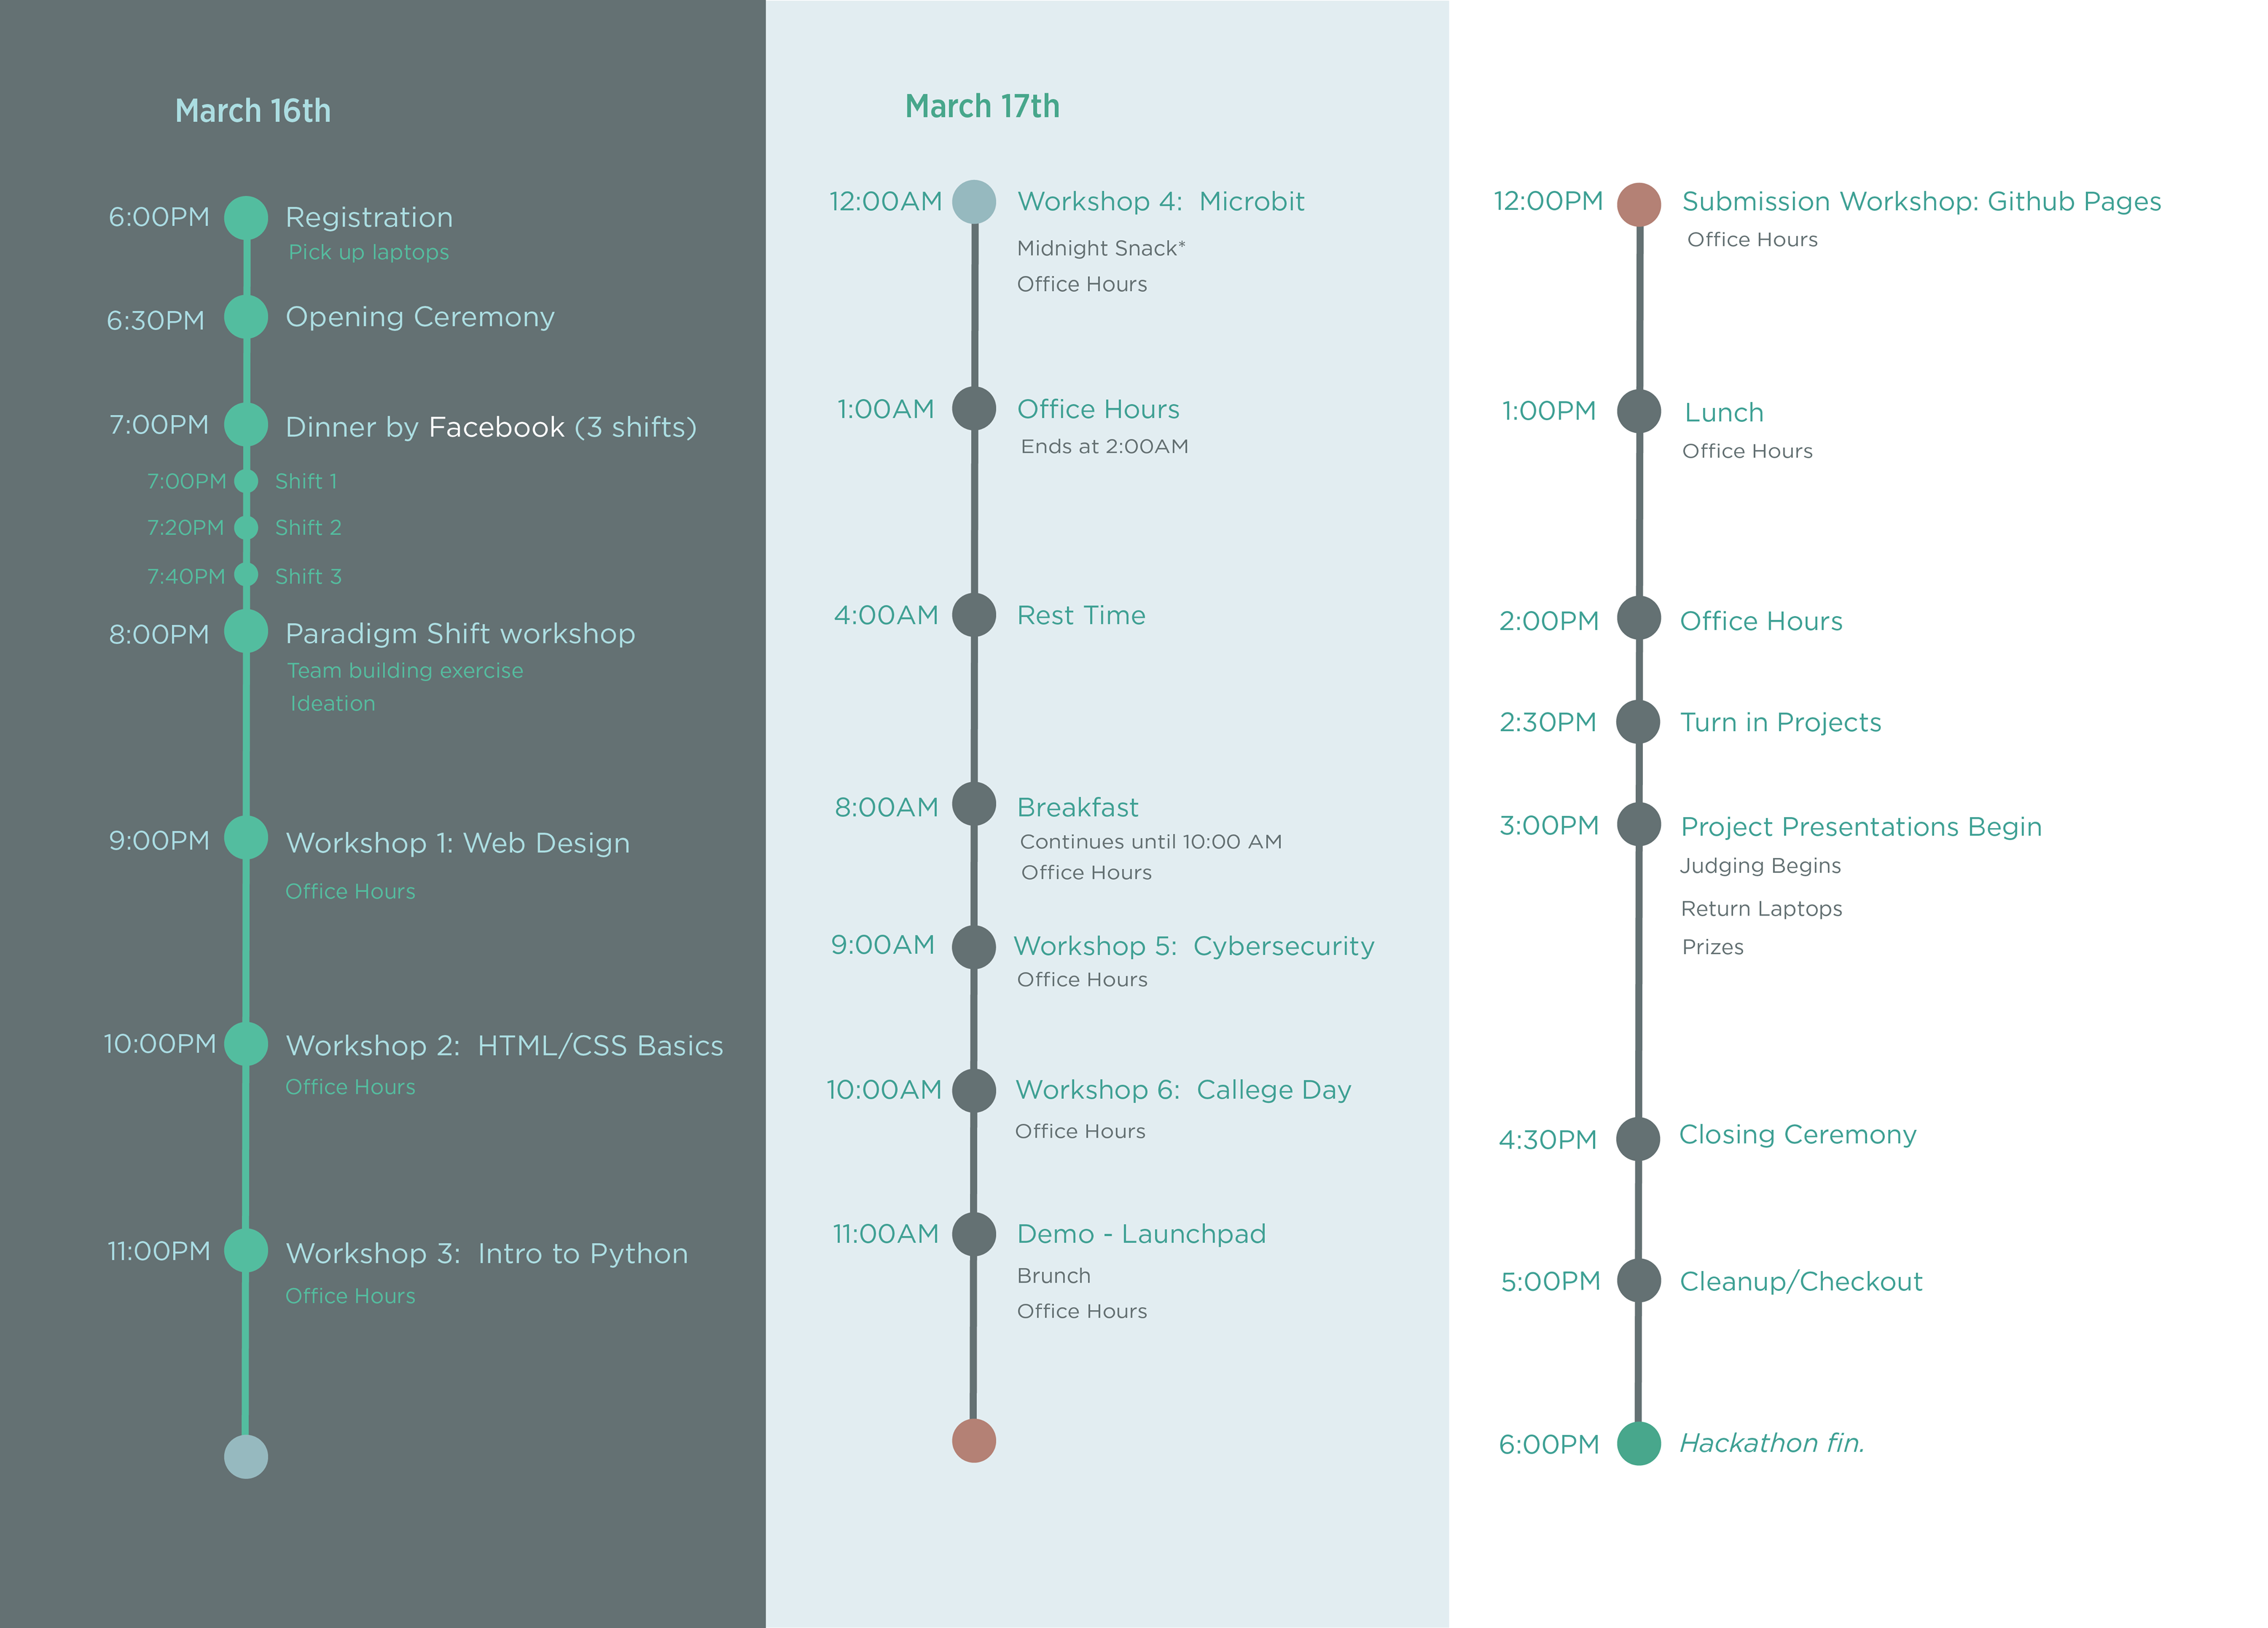 March 16th
6:00PM Registration
Pick up laptops
6:30PM Opening Ceremony
7:00PM Dinner by Facebook (3 shifts)
7:00PM Shift 1
7:20PM Shift 2
7:40PM Shift 3
8:00PM Paradigm Shift workshop
Team building exercise
Ideation
9:00PM Workshop 1: Web Design
Office Hours
10:00PM Workshop 2: HTML/CSS Basics
Office Hours
11:00PM Workshop 3: Intro to Python
Office Hours
March 17th
12:00AM Workshop 4: Microbit
Midnight Snack*
Office Hours
1:00AM Office Hours
Ends at 2:00AM
4:00AM Rest Time
8:00AM Breakfast
Continues until 10:00 AM
Office Hours
9:00AM Workshop 5: Cybersecurity
Office Hours
10:00AM Workshop 6: Callege Day
Office Hours
11:00AM Demo - Launchpad
Brunch
Office Hours
12:00PM Submission Workshop: Github Pages
Office Hours
1:00PM Lunch
Office Hours
2:00PM Office Hours
2:30PM Turn in Projects
3:00PM Project Presentations Begin
Judging Begins
Return Laptops
Prizes
4:30PM Closing Ceremony
5:00PM Cleanup/Checkout
6:00PM Hackathon fin.